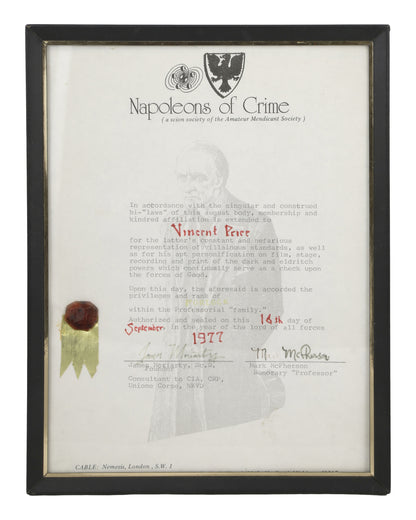 Napoleons of Crime
( a scion society of the Amateur Mendicant Society )
In accordance with the singular and construed
bi-"laws" of this august body, membership and
kindred affiliation is extended to
Vincent Price
for the latter's constant and nefarious
representation of villainous standards, as well
as for his apt personification on film, stage,
recording and print of the dark and eldritch
powers which continually serve as a check upon
the forces of Good.
Upon this day, the aforesaid is accorded the
privileges and rank of
within the Professorial "family."
Authorized and sealed on this 16th day of
September in the year of the lord of all forces
1977
James Moriarty
Mark McPherson
James Moriarty, Sc.D.
Mark McPherson
Founder
Honorary "Professor"
Consultant to CIA, CRP,
Unione Corse, NKVD
CABLE: Nemesis, London , S.W. 1